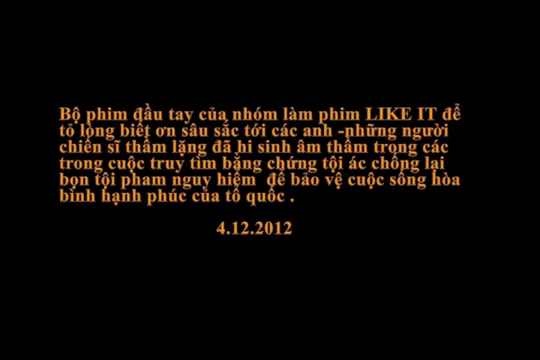 Bộ phim đầu tay của nhóm làm phim LIKE IT để
tỏ lòng biết ơn sâu sắc tới các anh -những người
chiến sĩ thầm lặng đã hi sinh âm thầm trong các
trong cuộc truy tìm bằng chứng tội ác chống lại
bọn tội phạm nguy hiểm để bảo vệ cuộc sống hòa
bình hạnh phúc của tổ quốc .
4.12.2012